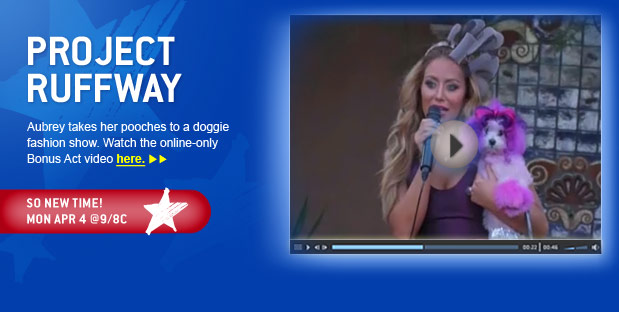 PROJECT
RUFFWAY
Aubrey takes her pooches to a doggie
fashion show. Watch the online-only
Bonus Act video here.
SO NEW TIME!
MON APR 4 @9/8C
00:22 00:46